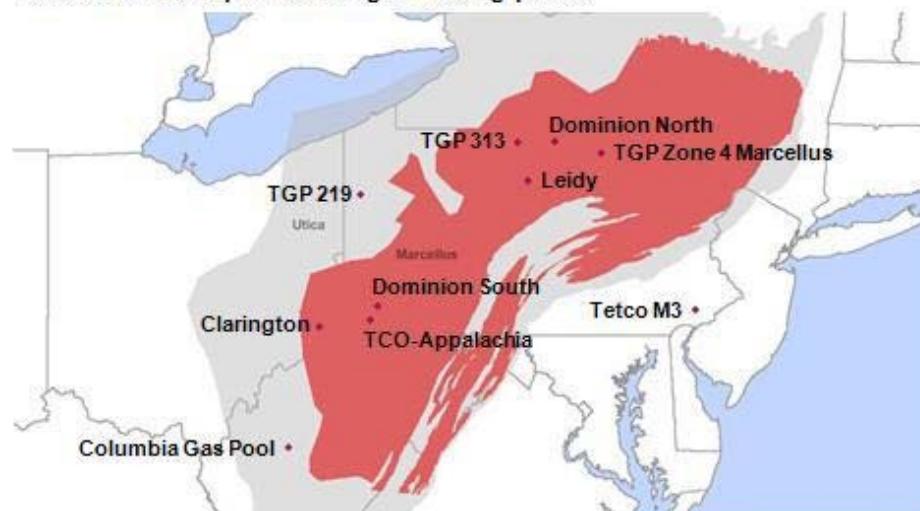 Dominion North
TGP 313
TGP Zone 4 Marcellus
Leidy
TGP 219
Utica
Marcellus
Dominion South
Tetco M3
Clarington
TCO-Appalachia
Columbia Gas Pool